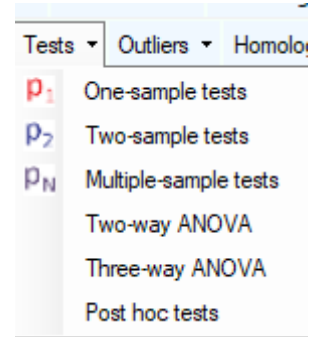 Tests Outliers
p1 One-sample tests
p2 Two-sample tests
pN Multiple-sample tests
Two-way ANOVA
Three-way ANOVA
Post hoc tests